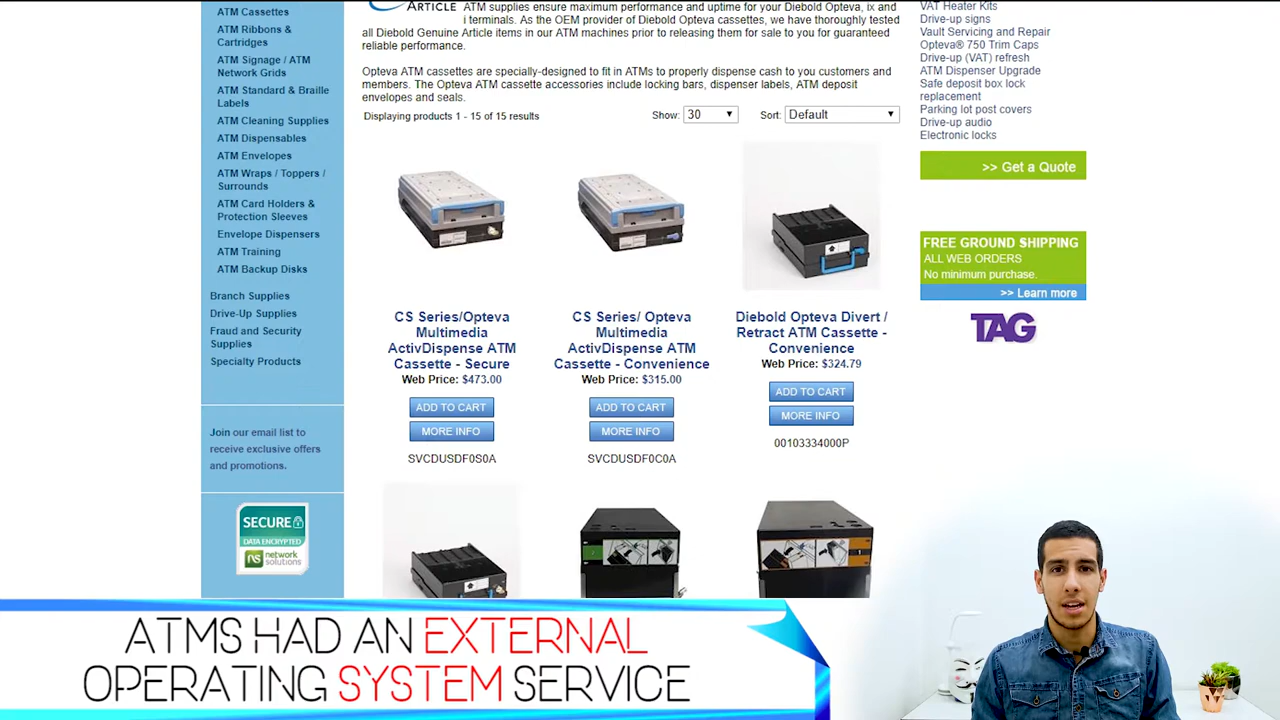 ATM Cassettes
ATM Ribbons &
Cartridges
ATM Signage / ATM
Network Grids
ATM Standard & Braille
Labels
ATM Cleaning Supplies
ATM Dispensables
ATM Envelopes
ATM Wraps / Toppers /
Surrounds
ATM Card Holders &
Protection Sleeves
Envelope Dispensers
ATM Training
ATM Backup Disks
Branch Supplies
Drive-Up Supplies
Fraud and Security
Supplies
Specialty Products
Join our email list to
receive exclusive offers
and promotions.
SECURE
DATA ENCRYPTED
ns network
solutions
ARTICLE
ATM supplies ensure maximum performance and uptime for your Diebold Opteva, ix and
i terminals. As the OEM provider of Diebold Opteva cassettes, we have thoroughly tested
all Diebold Genuine Article items in our ATM machines prior to releasing them for sale to you for guaranteed
reliable performance.
Opteva ATM cassettes are specially-designed to fit in ATMs to properly dispense cash to you customers and
members. The Opteva ATM cassette accessories include locking bars, dispenser labels, ATM deposit
envelopes and seals.
Displaying products 1 - 15 of 15 results
Show: 30
Sort: Default
CS Series/Opteva
Multimedia
ActivDispense ATM
Cassette - Secure
Web Price: $473.00
ADD TO CART
MORE INFO
SVCDUSDF0S0A
CS Series/ Opteva
Multimedia
ActivDispense ATM
Cassette - Convenience
Web Price: $315.00
ADD TO CART
MORE INFO
SVCDUSDF0C0A
Diebold Opteva Divert /
Retract ATM Cassette -
Convenience
Web Price: $324.79
ADD TO CART
MORE INFO
00103334000P
VAT Heater Kits
Drive-up signs
Vault Servicing and Repair
Opteva® 750 Trim Caps
Drive-up (VAT) refresh
ATM Dispenser Upgrade
Safe deposit box lock
replacement
Parking lot post covers
Drive-up audio
Electronic locks
>> Get a Quote
FREE GROUND SHIPPING
ALL WEB ORDERS
No minimum purchase.
>> Learn more
TAG
ATMS HAD AN EXTERNAL
OPERATING SYSTEM SERVICE